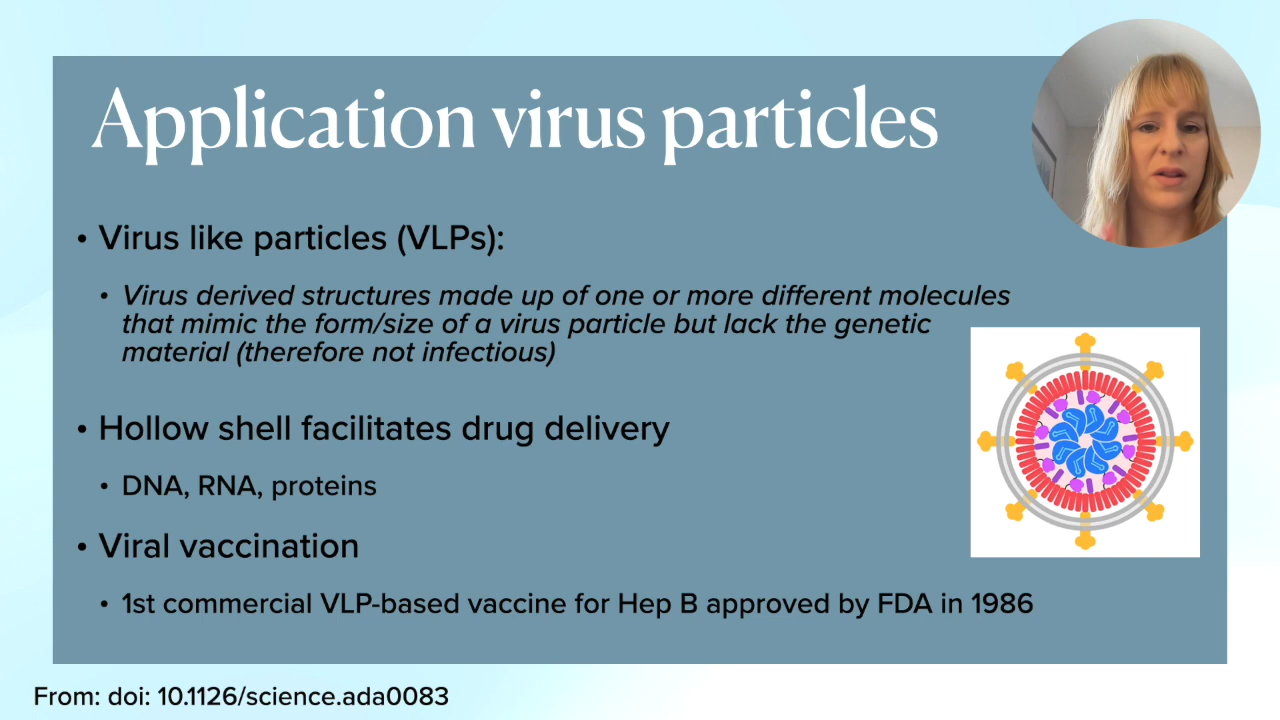 Application virus particles
• Virus like particles (VLPs):
• Virus derived structures made up of one or more different molecules
that mimic the form/size of a virus particle but lack the genetic
material (therefore not infectious)
• Hollow shell facilitates drug delivery
• DNA, RNA, proteins
• Viral vaccination
• 1st commercial VLP-based vaccine for Hep B approved by FDA in 1986
From: doi: 10.1126/science.ada0083